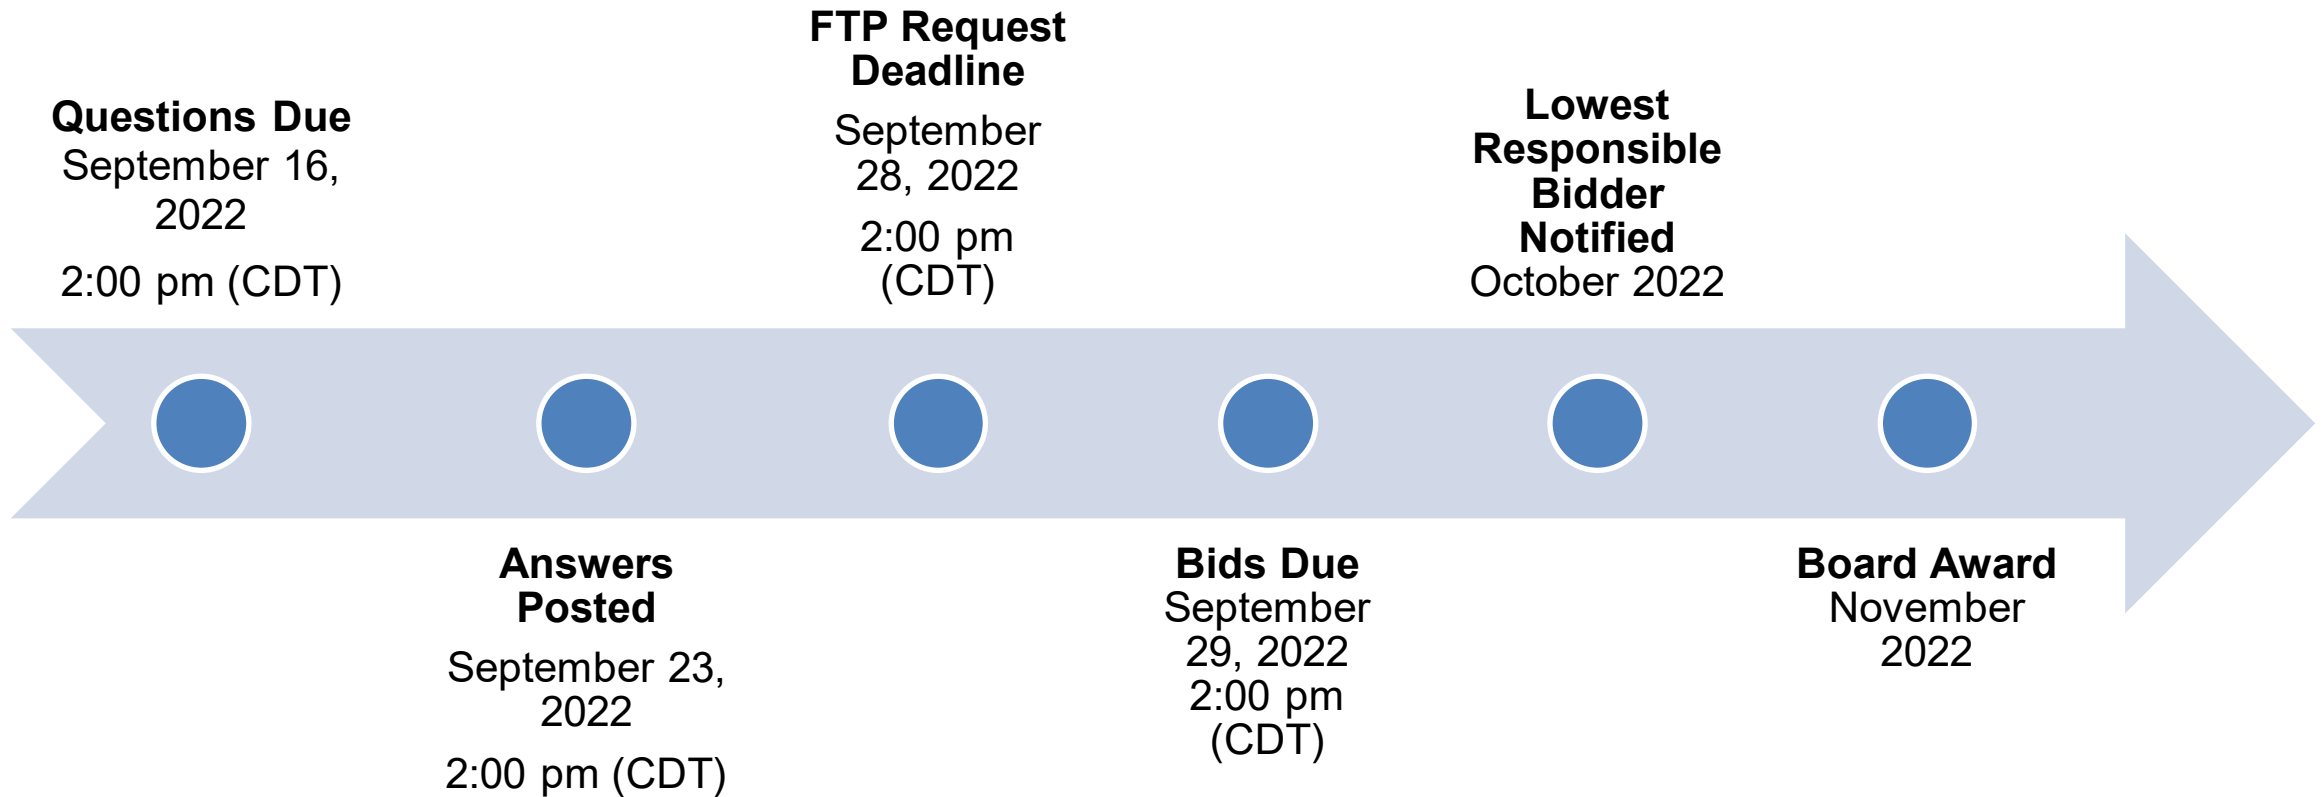 Questions Due
September 16,
2022
2:00 pm (CDT)
Answers
Posted
September 23,
2022
2:00 pm (CDT)
FTP Request
Deadline
September
28, 2022
2:00 pm
(CDT)
Bids Due
September
29, 2022
2:00 pm
(CDT)
Lowest
Responsible
Bidder
Notified
October 2022
Board Award
November
2022